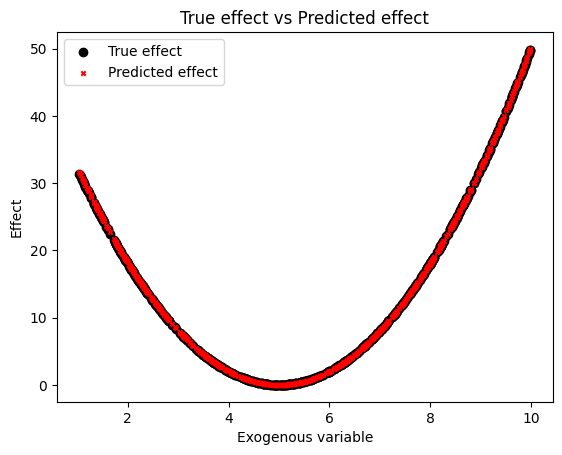 True effect vs Predicted effect
True effect
Predicted effect
50
40
30
20
10
0
Effect
2
4
6
8
10
Exogenous variable